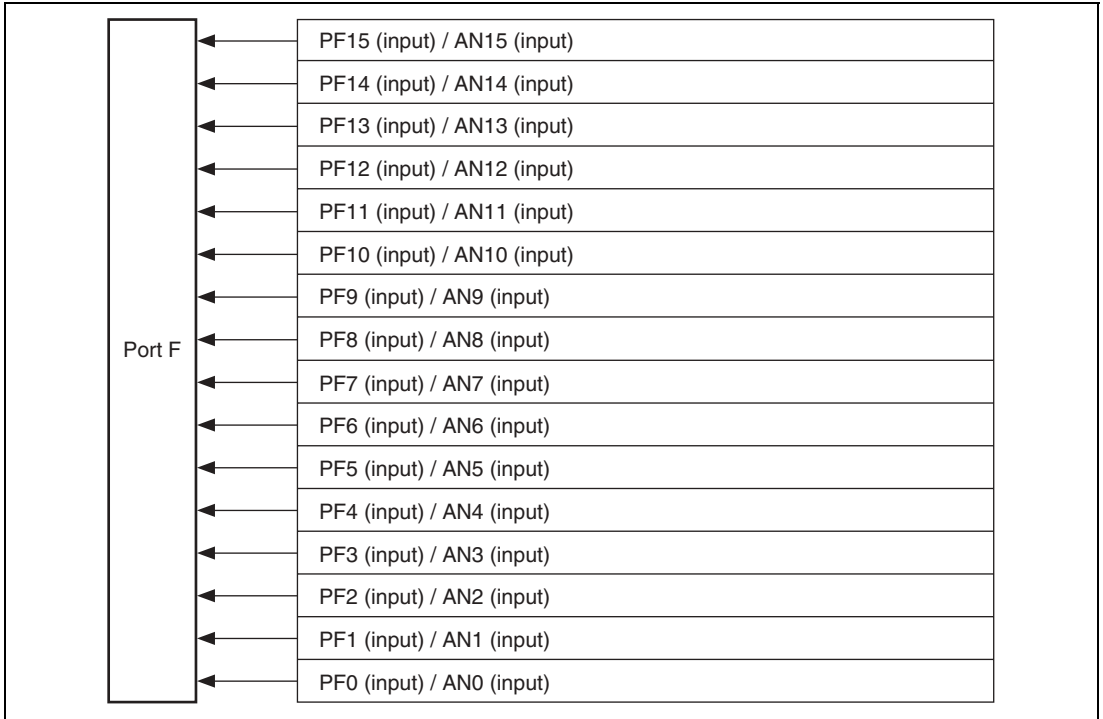 PF15 (input) / AN15 (input)
PF14 (input) / AN14 (input)
PF13 (input) / AN13 (input)
PF12 (input) / AN12 (input)
PF11 (input) / AN11 (input)
PF10 (input) / AN10 (input)
PF9 (input) / AN9 (input)
PF8 (input) / AN8 (input)
Port F
PF7 (input) / AN7 (input)
PF6 (input) / AN6 (input)
PF5 (input) / AN5 (input)
PF4 (input) / AN4 (input)
PF3 (input) / AN3 (input)
PF2 (input) / AN2 (input)
PF1 (input) / AN1 (input)
PF0 (input) / AN0 (input)